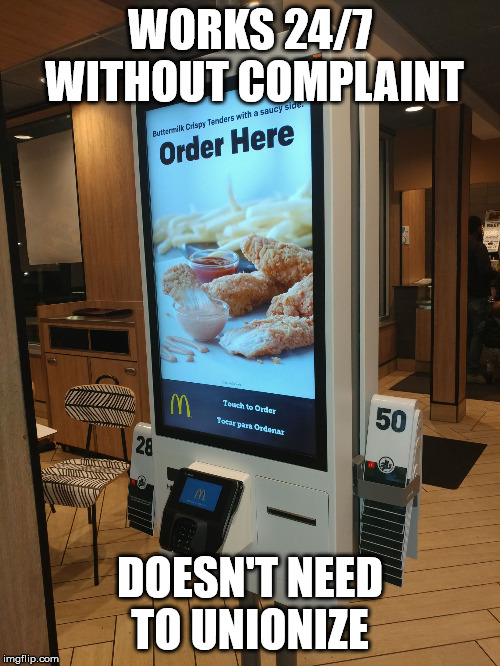 WORKS 24/7
WITHOUT COMPLAINT
Buttermilk Crispy Tenders with a saucy side.
Order Here
Touch to Order
Tocar para Ordenar
28
50
DOESN'T NEED
TO UNIONIZE
imgflip.com